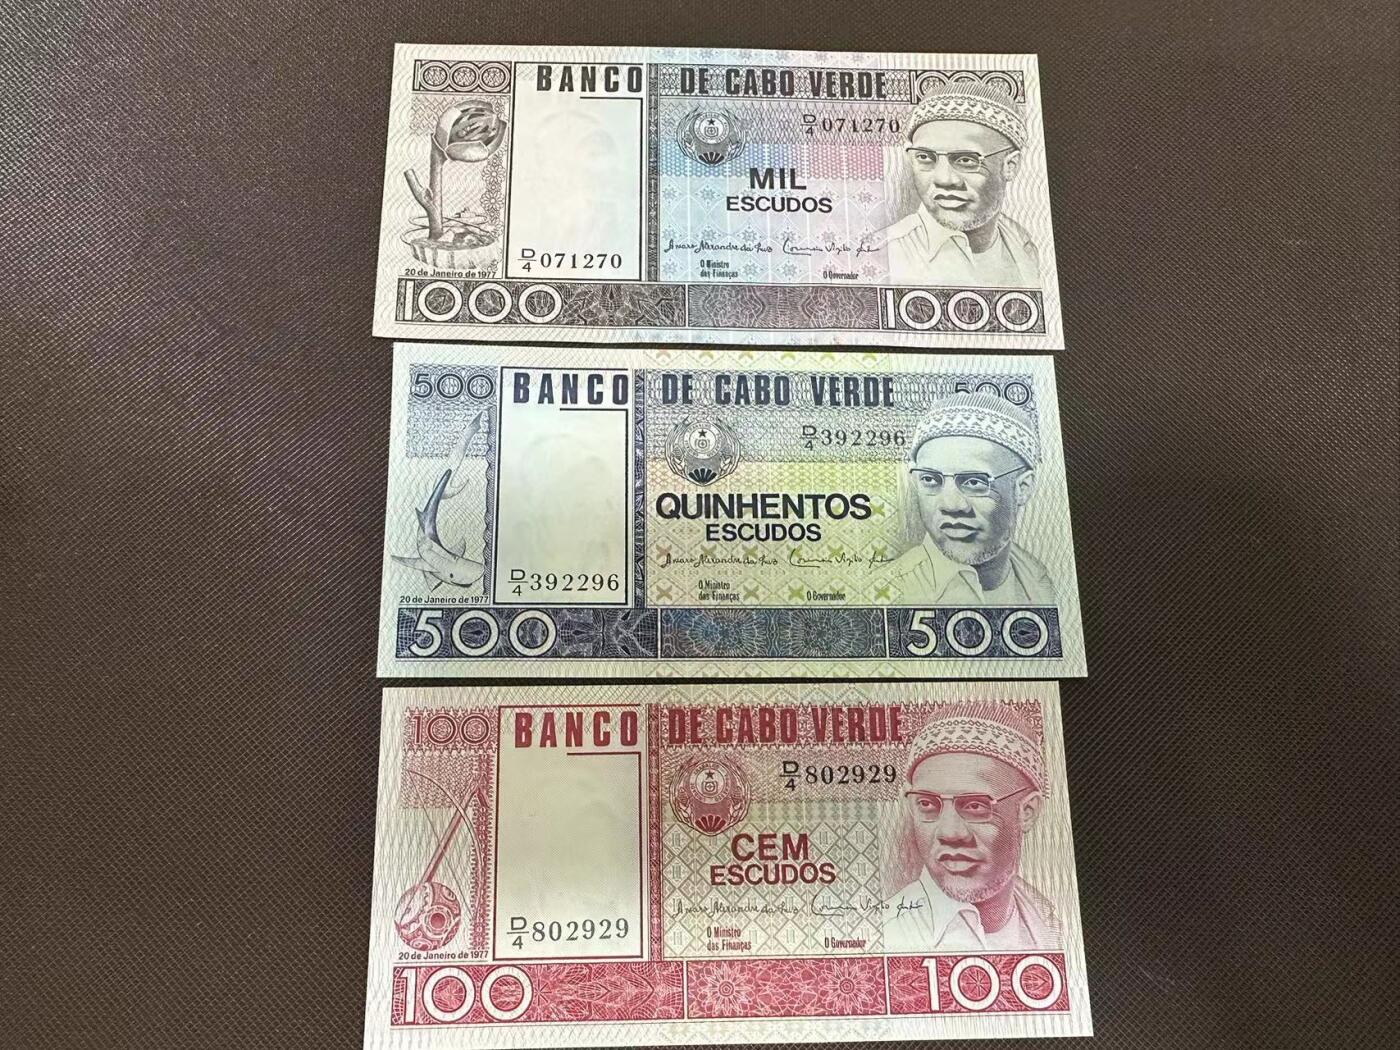 1000 BANCO DE CABO VERDE 1000
D/4 071270
MIL
ESCUDOS
D/4 071270
O Ministro
das Finanças
O Governador
20 de Janeiro de 1977
1000 1000
500 BANCO DE CABO VERDE 500
D/4 392296
QUINHENTOS
ESCUDOS
D/4 392296
O Ministro
das Finanças
O Governador
20 de Janeiro de 1977
500 500
100 BANCO DE CABO VERDE
D/4 802929
CEM
ESCUDOS
D/4 802929
O Ministro
das Finanças
O Governador
20 de Janeiro de 1977
100 100